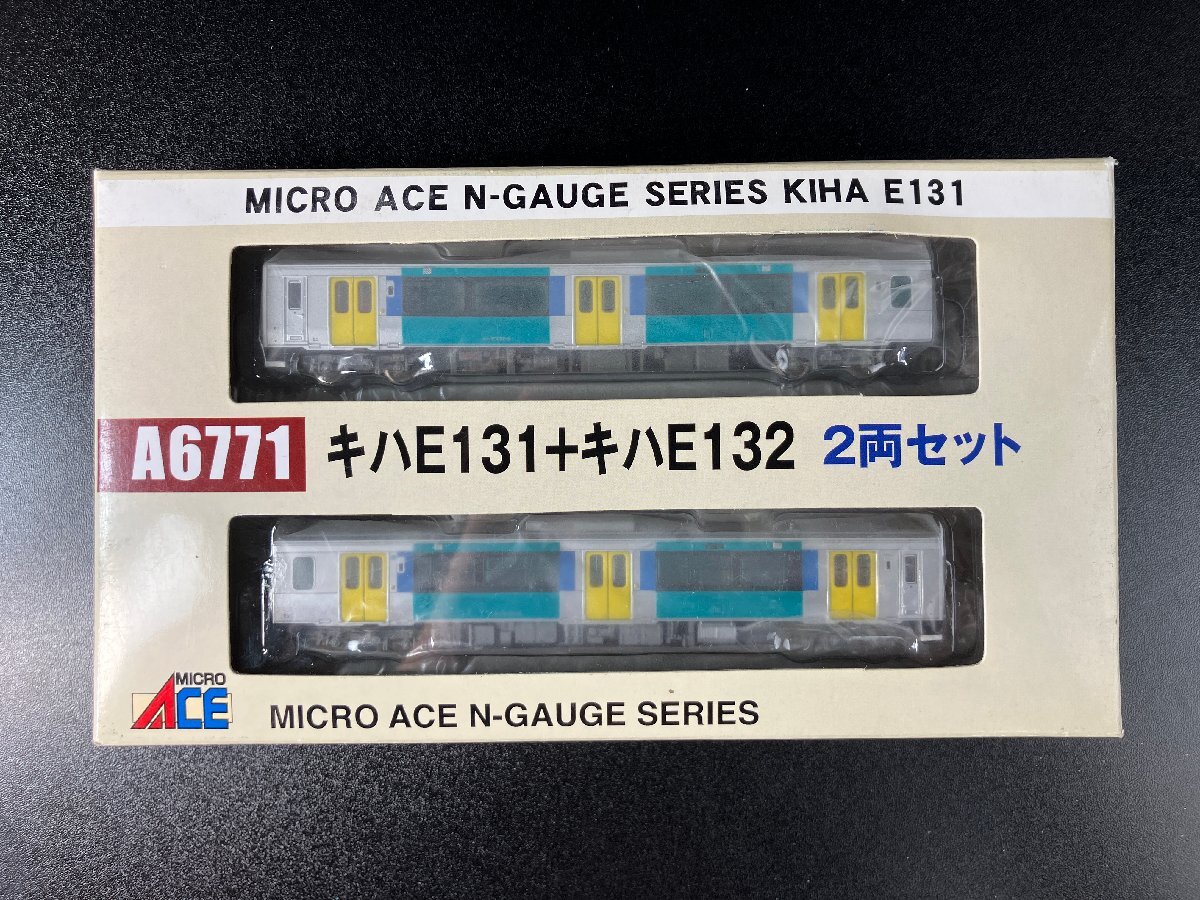 MICRO ACE N-GAUGE SERIES KIHA E131
A6771 キハE131+キハE132 2両セット
MICRO
ACE
MICRO ACE N-GAUGE SERIES